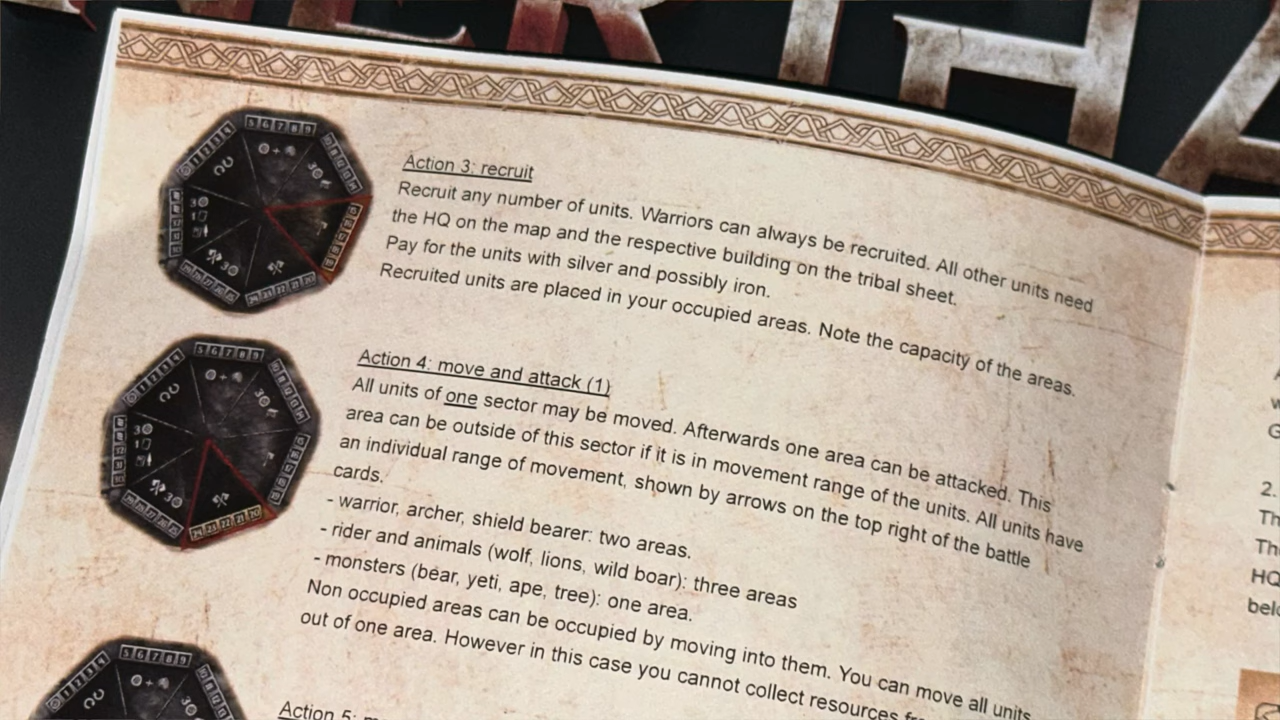 Action 3: recruit
Recruit any number of units. Warriors can always be recruited. All other units need
the HQ on the map and the respective building on the tribal sheet.
Pay for the units with silver and possibly iron.
Recruited units are placed in your occupied areas. Note the capacity of the areas.
Action 4: move and attack (1)
All units of one sector may be moved. Afterwards one area can be attacked. This
area can be outside of this sector if it is in movement range of the units. All units have
an individual range of movement, shown by arrows on the top right of the battle
cards.
- warrior, archer, shield bearer: two areas.
- rider and animals (wolf, lions, wild boar): three areas
- monsters (bear, yeti, ape, tree): one area.
Non occupied areas can be occupied by moving into them. You can move all units
out of one area. However in this case you cannot collect resources
Action 5:
2.
HQ